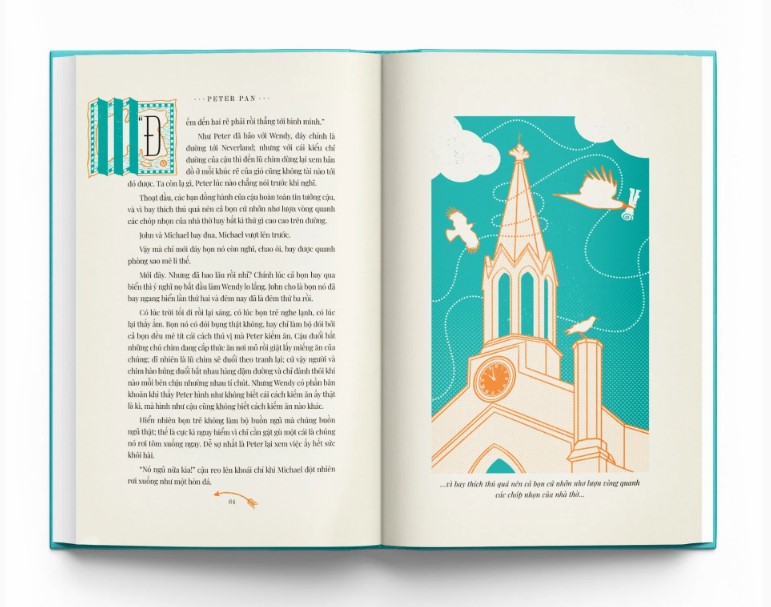 ··· PETER PAN ···
"Đ
êm đến hai rẽ phải rồi thẳng tới bình minh."
Như Peter đã bảo với Wendy, đây chính là
đường tới Neverland; nhưng với cái kiểu chỉ
đường của cậu thì đến lũ chim dừng lại xem bản
đồ ở mỗi khúc rẽ của gió cũng không tài nào tới
đó được. Ta còn lạ gì, Peter lúc nào chẳng nói trước khi nghĩ.
Thoạt đầu, các bạn đồng hành của cậu hoàn toàn tin tưởng cậu,
và vì bay thích thú quá nên cả bọn cứ nhởn nhơ lượn vòng quanh
các chóp nhọn của nhà thờ hay bất kì thứ gì cao cao trên đường.
John và Michael bay đua, Michael vượt lên trước.
Vậy mà chỉ mới đây bọn nó còn nghĩ, chao ôi, bay được quanh
phòng sao mê li thế.
Mới đây. Nhưng đã bao lâu rồi nhỉ? Chính lúc cả bọn bay qua
biển thì ý nghĩ nọ bắt đầu làm Wendy lo lắng. John cho là bọn nó đã
bay ngang biển lần thứ hai và đêm nay đã là đêm thứ ba rồi.
Có lúc trời tối đi rồi lại sáng, có lúc bọn trẻ nghe lạnh, có lúc
lại thấy ấm. Bọn nó có đói bụng thật không, hay chỉ làm bộ đói bởi
cả bọn đều mê tít cái cách thú vị mà Peter kiếm ăn. Cậu đuổi bắt
những chú chim đang cắp thức ăn nơi mỏ rồi giật lấy miếng ăn của
chúng; dĩ nhiên là lũ chim sẽ đuổi theo tranh lại; cứ vậy người và
chim hào hứng đuổi bắt nhau hàng dặm đường và chỉ đành thôi khi
nào mỗi bên chịu nhường nhau tí chút. Nhưng Wendy có phần băn
khoăn khi thấy Peter hình như không biết cái cách kiếm ăn ấy thật
là kì, mà hình như cậu cũng không biết cách kiếm ăn nào khác.
Hiển nhiên bọn trẻ không làm bộ buồn ngủ mà chúng buồn
ngủ thật; thế là cực kì nguy hiểm vì chỉ cần gật gù một cái là chúng
nó rơi tõm xuống ngay. Dễ sợ nhất là Peter lại xem việc ấy hết sức
khôi hài.
"Nó ngủ nữa kìa!" cậu reo lên khoái chí khi Michael đột nhiên
rơi xuống như một hòn đá.
64
...vì bay thích thú quá nên cả bọn cứ nhởn nhơ lượn vòng quanh
các chóp nhọn của nhà thờ...